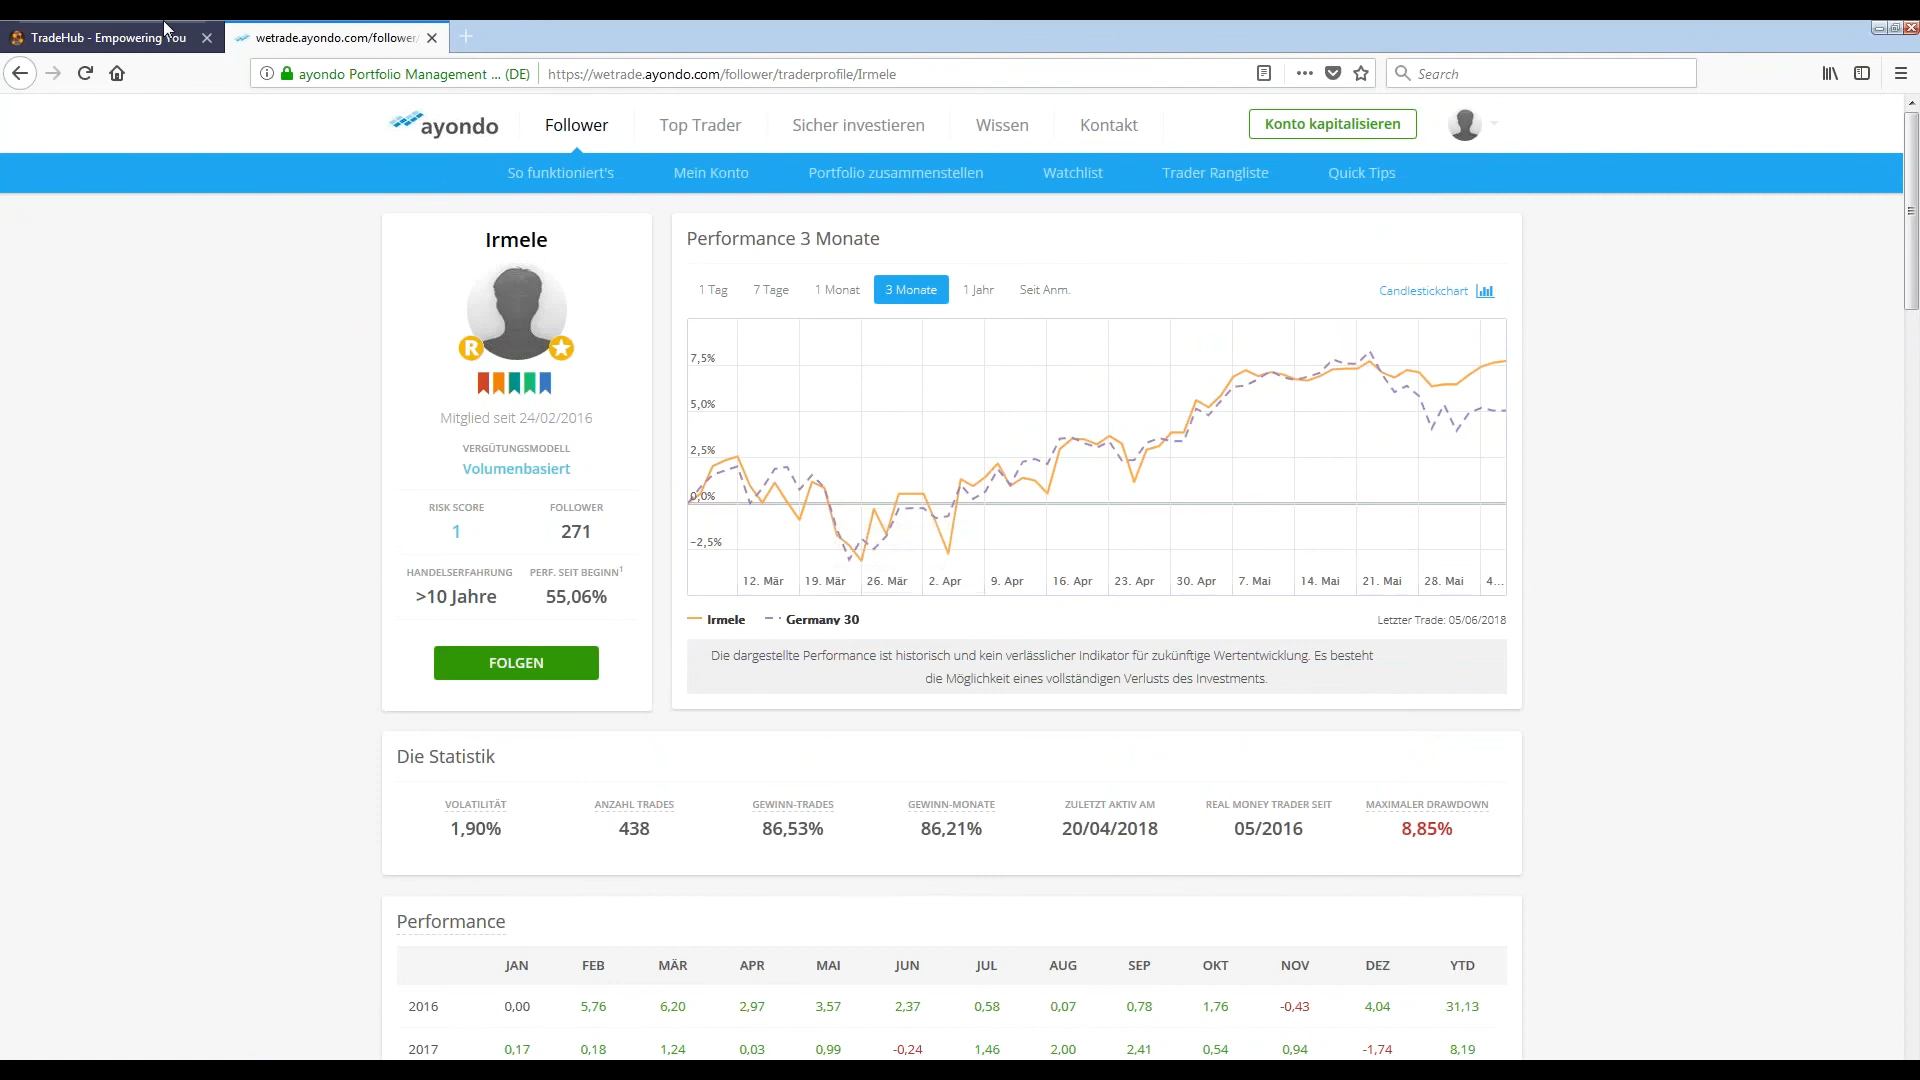 TradeHub - Empowering You
wetrade.ayondo.com/follower/
ayondo Portfolio Management ... (DE)
https://wetrade.ayondo.com/follower/traderprofile/Irmele
Search
ayondo
Follower
Top Trader
Sicher investieren
Wissen
Kontakt
Konto kapitalisieren
So funktioniert's
Mein Konto
Portfolio zusammenstellen
Watchlist
Trader Rangliste
Quick Tips
Irmele
R
Mitglied seit 24/02/2016
VERGÜTUNGSMODELL
Volumenbasiert
RISK SCORE FOLLOWER
1 271
HANDELSERFAHRUNG PERF. SEIT BEGINN¹
>10 Jahre 55,06%
FOLGEN
Performance 3 Monate
1 Tag 7 Tage 1 Monat 3 Monate 1 Jahr Seit Anm.
Candlestickchart
7,5%
5,0%
2,5%
0,0%
−2,5%
12. Mär 19. Mär 26. Mär 2. Apr 9. Apr 16. Apr 23. Apr 30. Apr 7. Mai 14. Mai 21. Mai 28. Mai 4...
Irmele Germany 30
Letzter Trade: 05/06/2018
Die dargestellte Performance ist historisch und kein verlässlicher Indikator für zukünftige Wertentwicklung. Es besteht
die Möglichkeit eines vollständigen Verlusts des Investments.
Die Statistik
VOLATILITÄT ANZAHL TRADES GEWINN-TRADES GEWINN-MONATE ZULETZT AKTIV AM REAL MONEY TRADER SEIT MAXIMALER DRAWDOWN
1,90% 438 86,53% 86,21% 20/04/2018 05/2016 8,85%
Performance
JAN FEB MÄR APR MAI JUN JUL AUG SEP OKT NOV DEZ YTD
2016 0,00 5,76 6,20 2,97 3,57 2,37 0,58 0,07 0,78 1,76 -0,43 4,04 31,13
2017 0,17 0,18 1,24 0,03 0,99 -0,24 1,46 2,00 2,41 0,54 0,94 -1,74 8,19